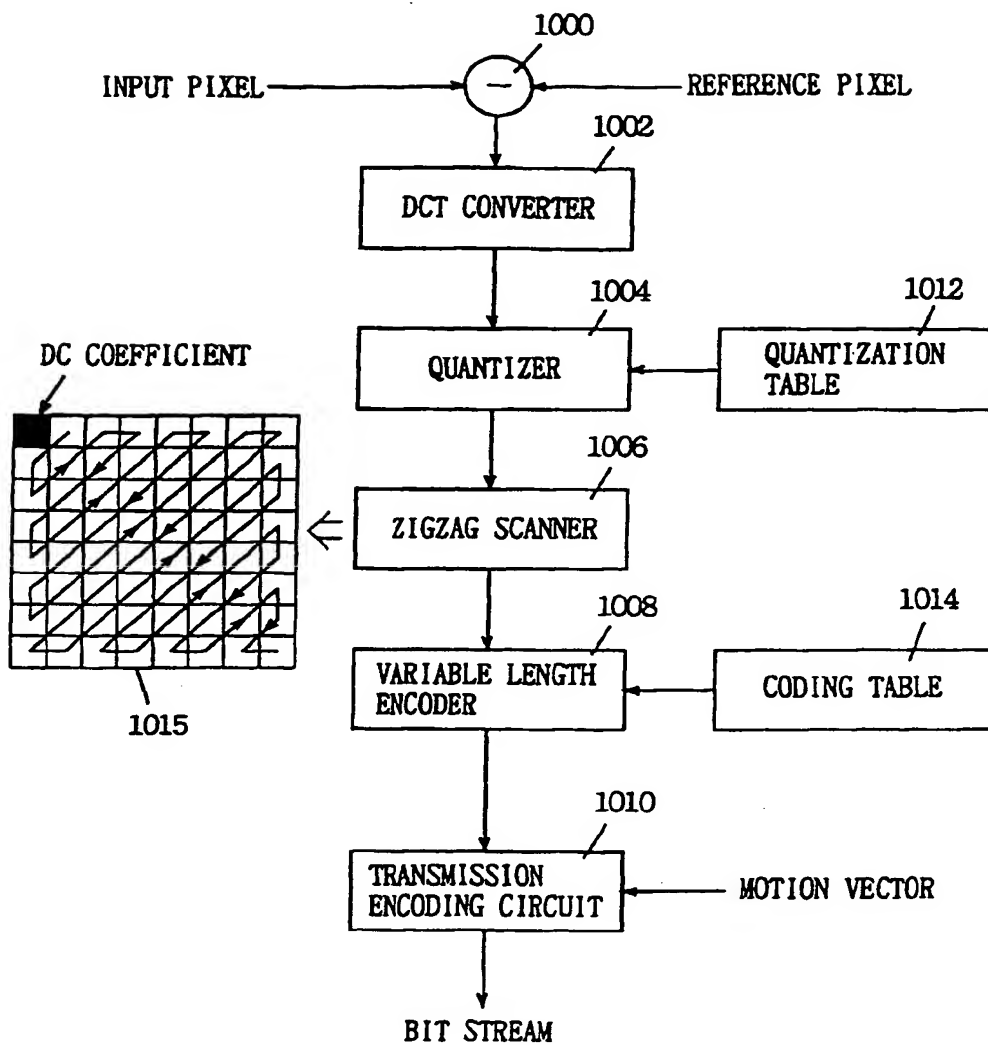 1000
INPUT PIXEL
−
REFERENCE PIXEL
1002
DCT CONVERTER
1004
1012
DC COEFFICIENT
QUANTIZER
QUANTIZATION
TABLE
1006
ZIGZAG SCANNER
1008
1014
VARIABLE LENGTH
ENCODER
CODING TABLE
1015
1010
TRANSMISSION
ENCODING CIRCUIT
MOTION VECTOR
BIT STREAM